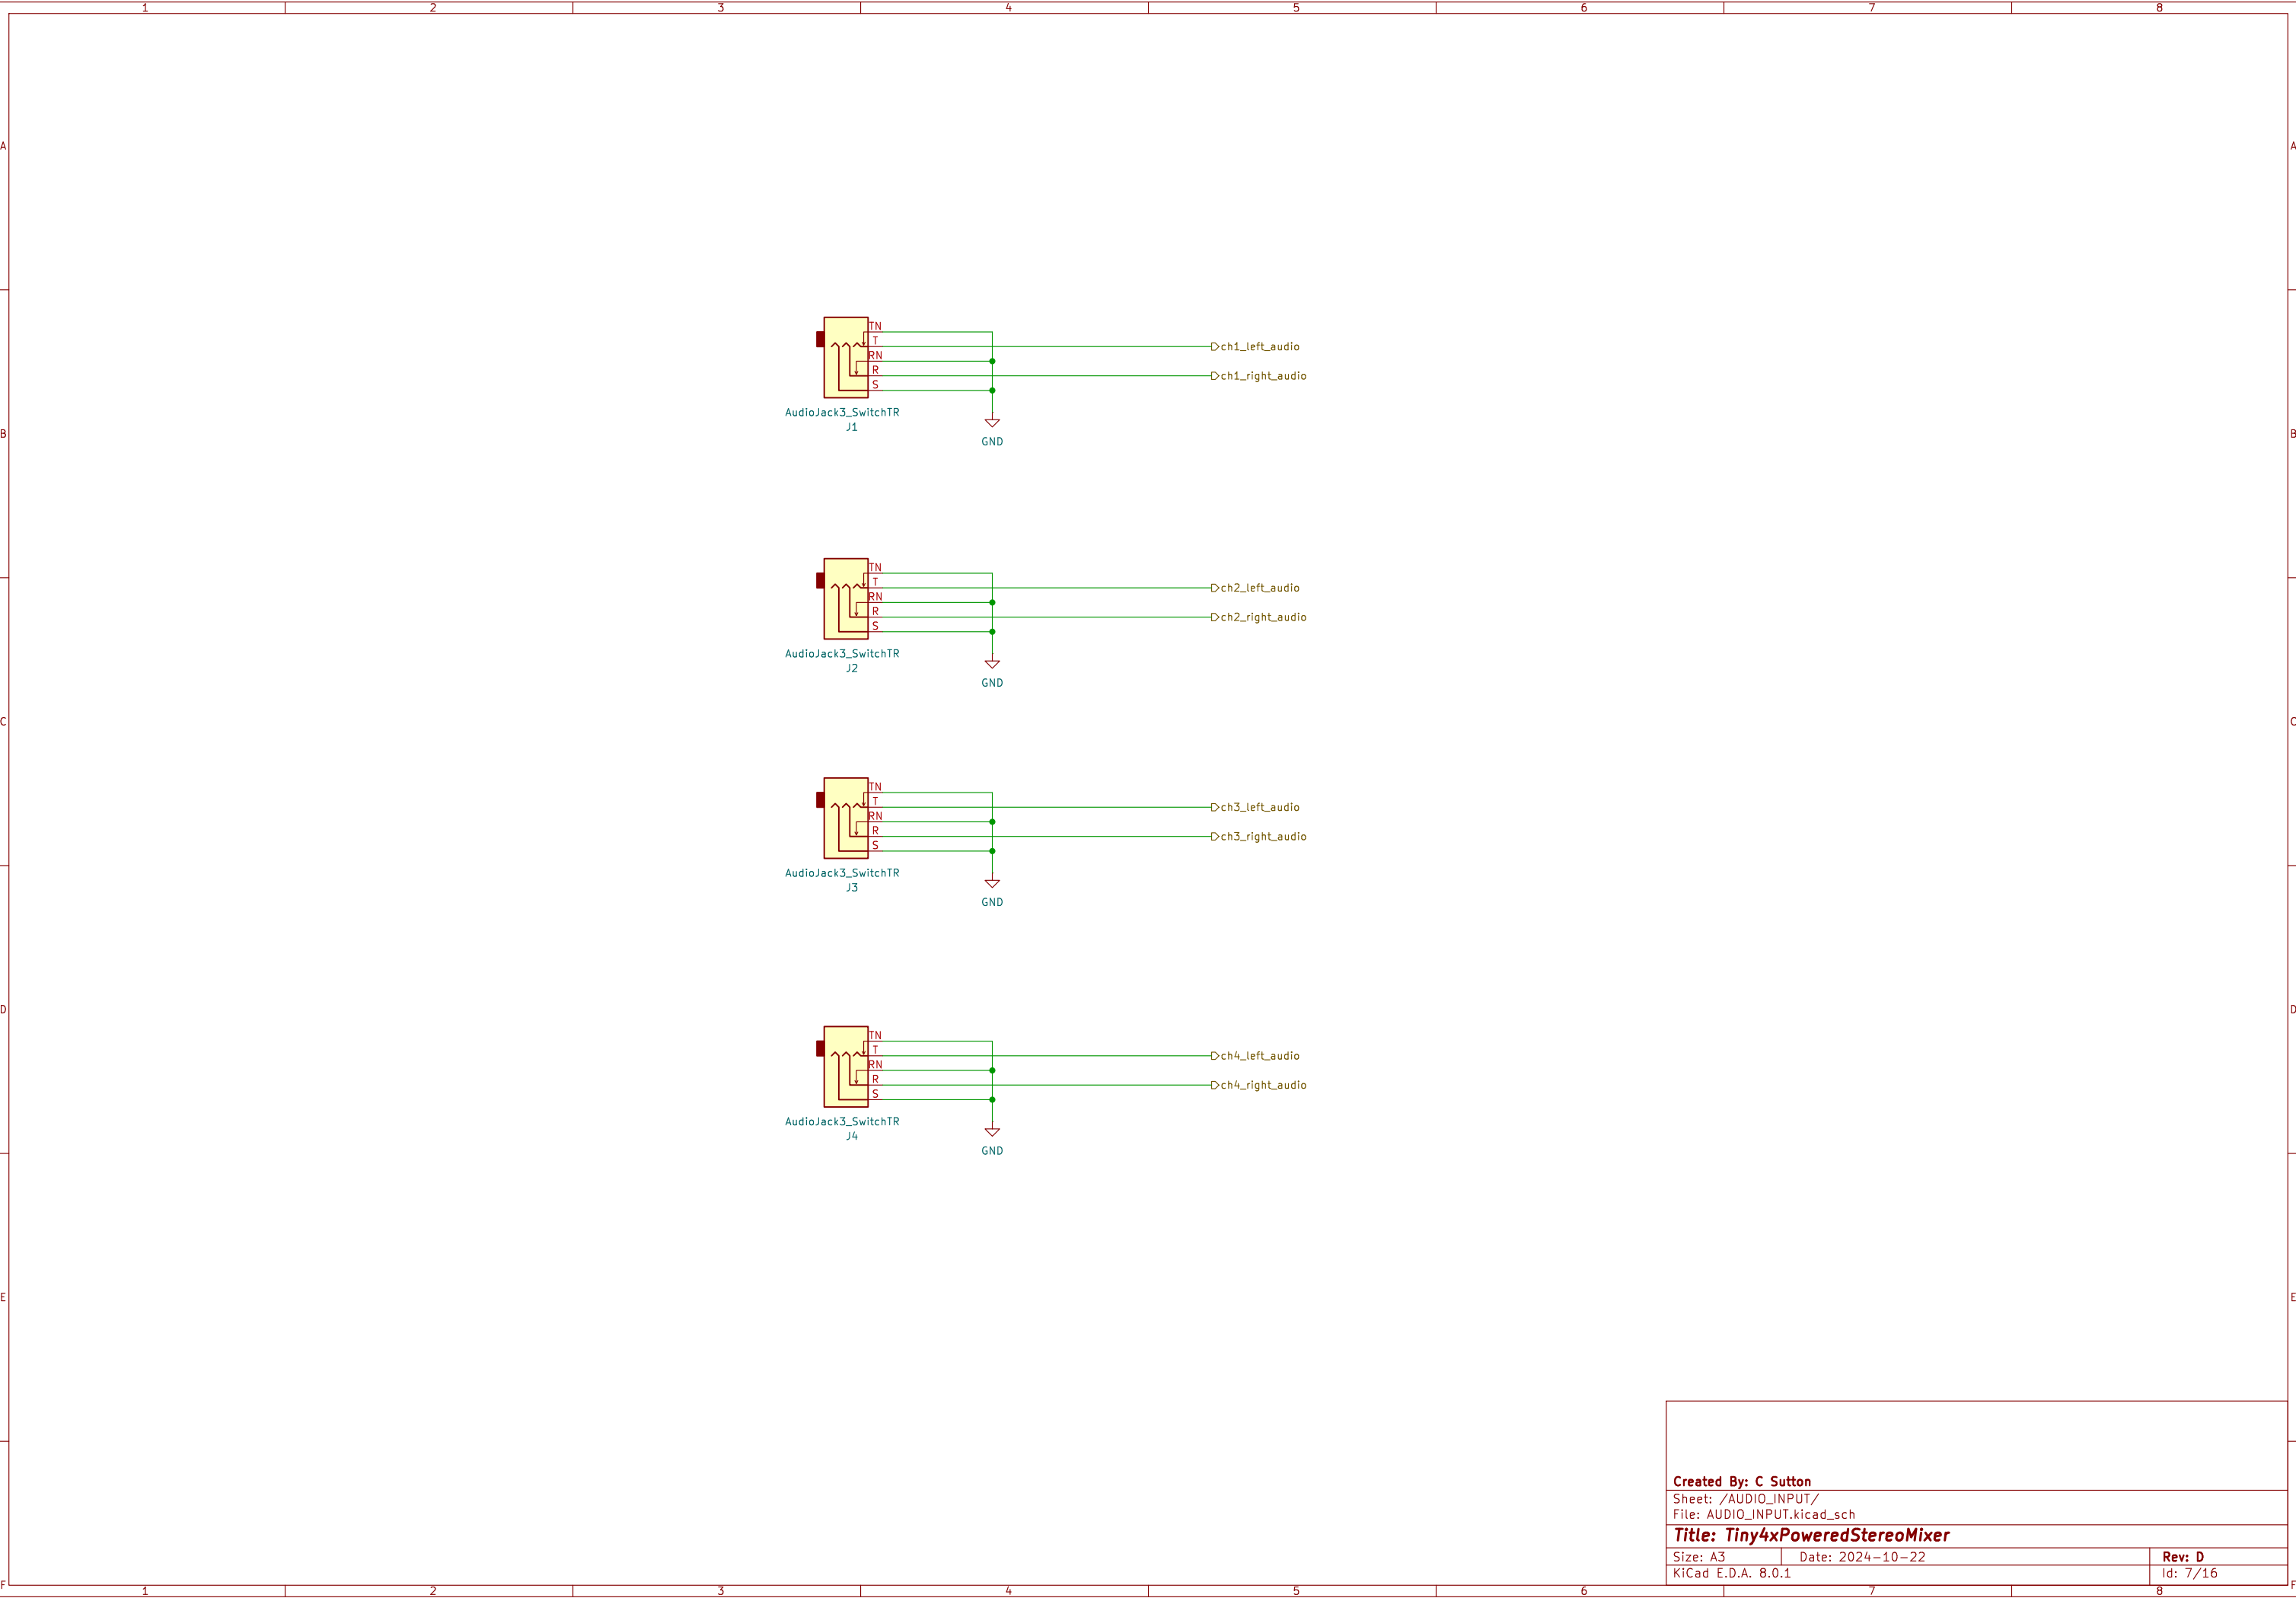 1 2 3 4 5 6 7 8
A A
TN
T ch1_left_audio
RN
R ch1_right_audio
S
AudioJack3_SwitchTR
J1
B B
GND
TN
T ch2_left_audio
RN
R ch2_right_audio
S
AudioJack3_SwitchTR
J2
GND
C C
TN
T ch3_left_audio
RN
R ch3_right_audio
S
AudioJack3_SwitchTR
J3
GND
D D
TN
T ch4_left_audio
RN
R ch4_right_audio
S
AudioJack3_SwitchTR
J4
GND
E E
Created By: C Sutton
Sheet: /AUDIO_INPUT/
File: AUDIO_INPUT.kicad_sch
Title: Tiny4xPoweredStereoMixer
Size: A3 Date: 2024-10-22 Rev: D
KiCad E.D.A. 8.0.1 Id: 7/16
F F
1 2 3 4 5 6 7 8